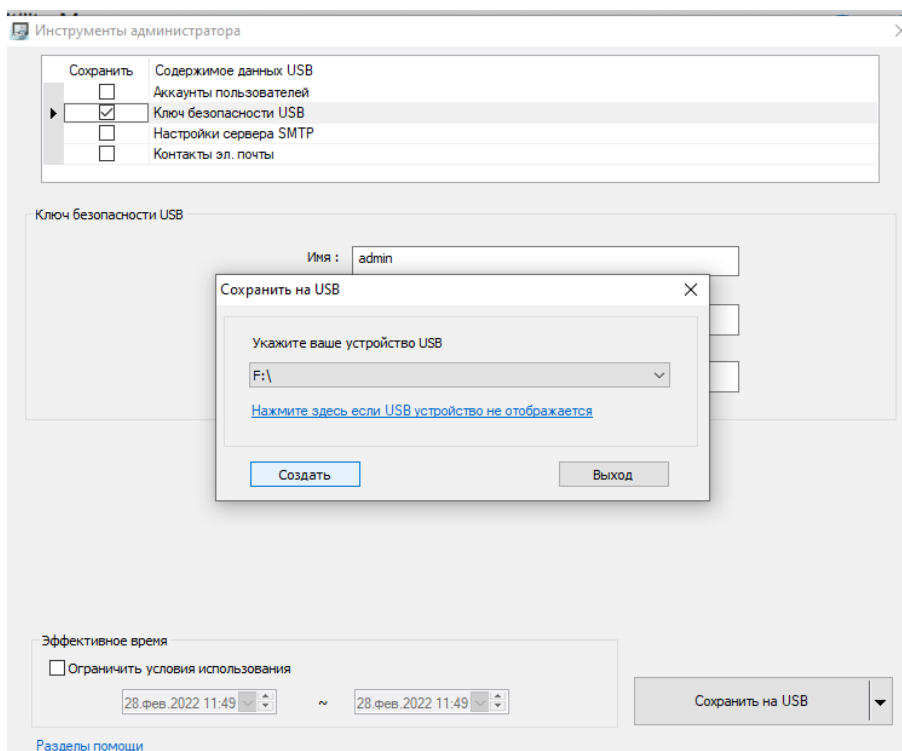 Инструменты администратора
Сохранить Содержимое данных USB
Аккаунты пользователей
Ключ безопасности USB
Настройки сервера SMTP
Контакты эл. почты
Ключ безопасности USB
Имя : admin
Сохранить на USB
Укажите ваше устройство USB
F:\
Нажмите здесь если USB устройство не отображается
Создать Выход
Эффективное время
Ограничить условия использования
28.фев.2022 11:49 ~ 28.фев.2022 11:49
Сохранить на USB
Разделы помощи